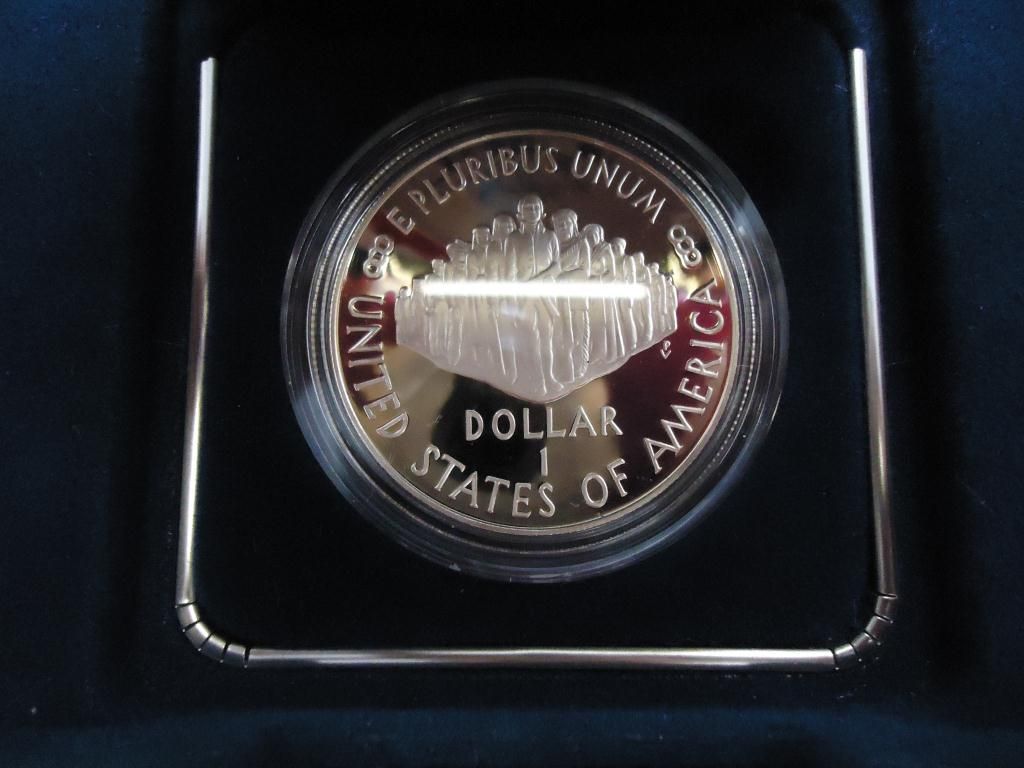 E PLURIBUS UNUM
DOLLAR
1
UNITED STATES OF AMERICA